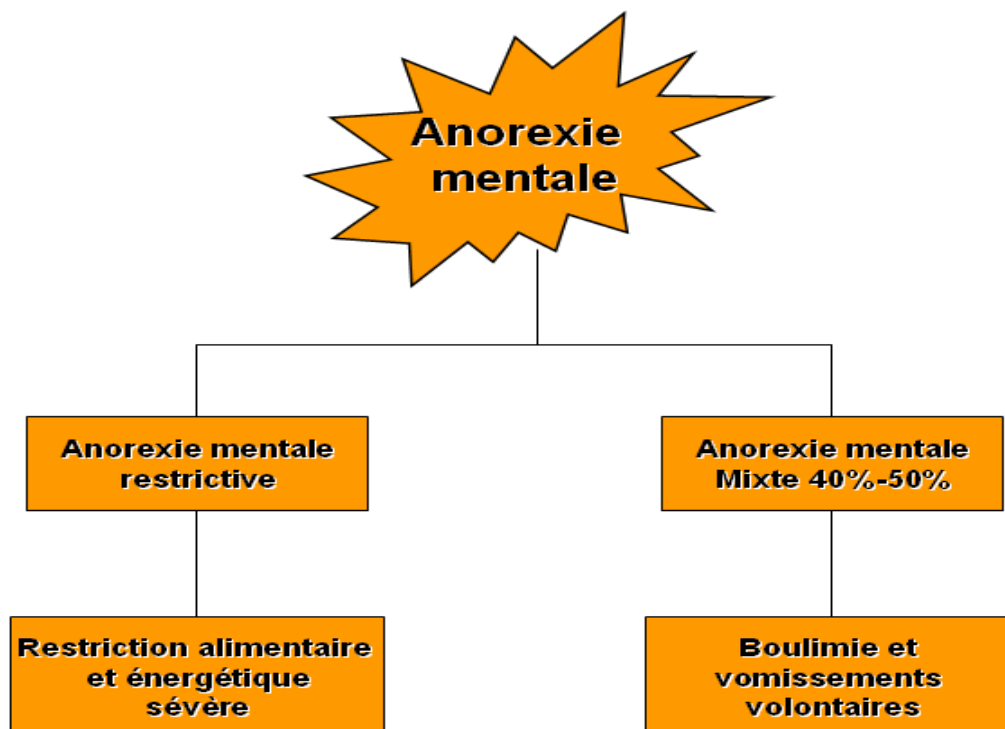 Anorexie
mentale
Anorexie mentale
restrictive
Anorexie mentale
Mixte 40%-50%
Restriction alimentaire
et énergétique
sévère
Boulimie et
vomissements
volontaires